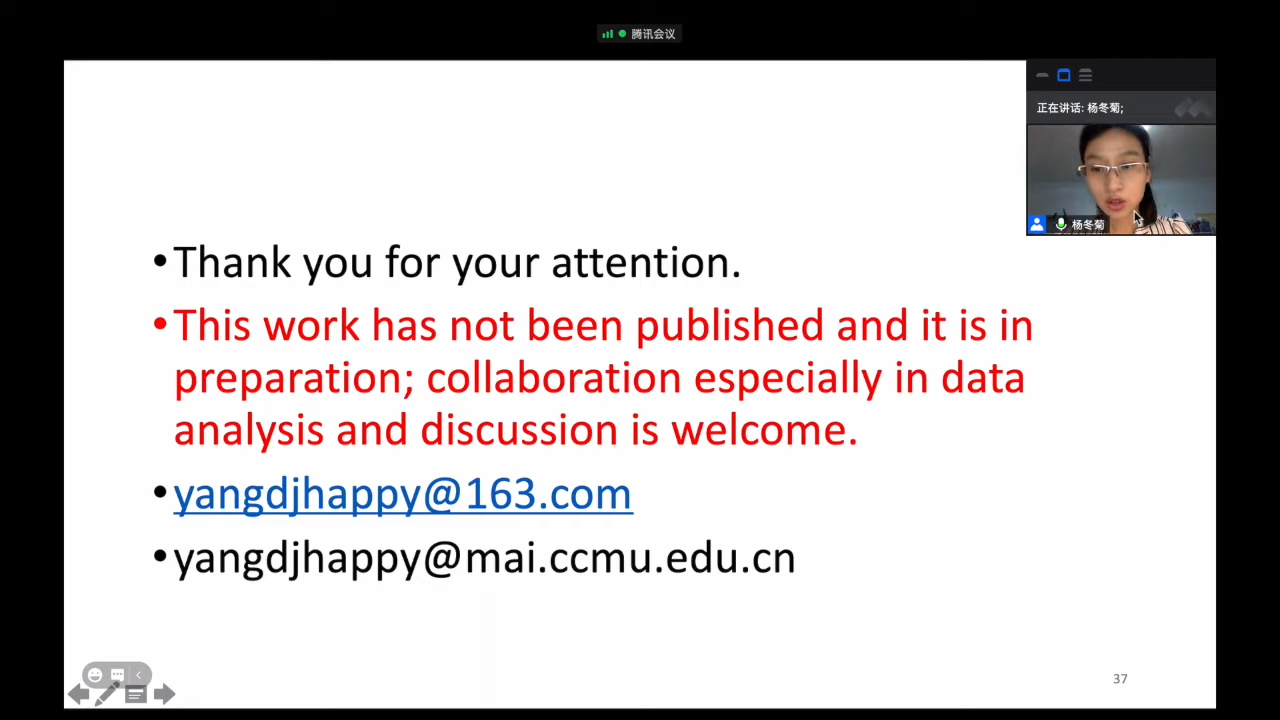 腾讯会议
正在讲话: 杨冬菊;
杨冬菊
•Thank you for your attention.
•This work has not been published and it is in
preparation; collaboration especially in data
analysis and discussion is welcome.
•yangdjhappy@163.com
•yangdjhappy@mai.ccmu.edu.cn
37